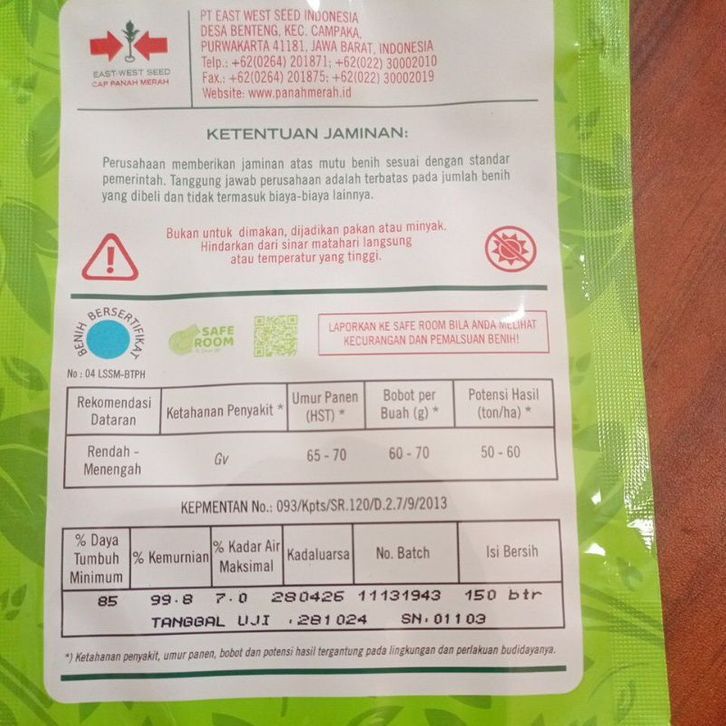 EAST-WEST SEED
CAP PANAH MERAH
PT EAST WEST SEED INDONESIA
DESA BENTENG, KEC. CAMPAKA,
PURWAKARTA 41181, JAWA BARAT, INDONESIA
Telp.: +62(0264) 201871; +62(022) 30002010
Fax.: +62(0264) 201875; +62(022) 30002019
Website: www.panahmerah.id
KETENTUAN JAMINAN:
Perusahaan memberikan jaminan atas mutu benih sesuai dengan standar
pemerintah. Tanggung jawab perusahaan adalah terbatas pada jumlah benih
yang dibeli dan tidak termasuk biaya-biaya lainnya.
Bukan untuk dimakan, dijadikan pakan atau minyak.
Hindarkan dari sinar matahari langsung
atau temperatur yang tinggi.
BENIH BERSERTIFIKAT
No : 04 LSSM-BTPH
SAFE
ROOM
LAPORKAN KE SAFE ROOM BILA ANDA MELIHAT
KECURANGAN DAN PEMALSUAN BENIH!
Rekomendasi Dataran Ketahanan Penyakit * Umur Panen (HST) * Bobot per Buah (g) * Potensi Hasil (ton/ha) *
Rendah - Menengah Gv 65 - 70 60 - 70 50 - 60
KEPMENTAN No.: 093/Kpts/SR.120/D.2.7/9/2013
% Daya Tumbuh Minimum % Kemurnian % Kadar Air Maksimal Kadaluarsa No. Batch Isi Bersih
85 99.8 7.0 280426 11131943 150 btr
TANGGAL UJI :281024 SN:01103
*) Ketahanan penyakit, umur panen, bobot dan potensi hasil tergantung pada lingkungan dan perlakuan budidayanya.